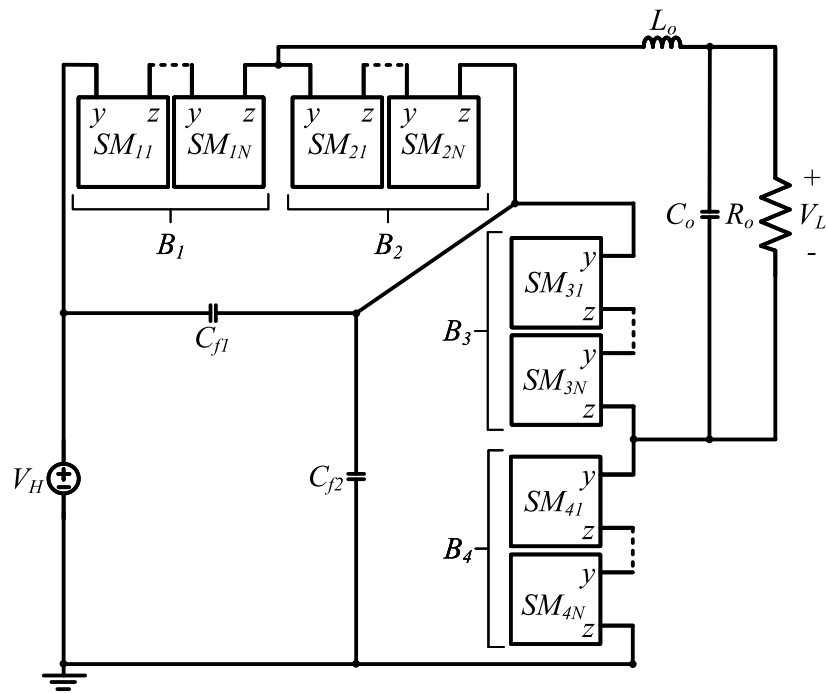 L_o
y z y z y z y z
SM_11 SM_1N SM_21 SM_2N
B_1 B_2
C_o R_o + V_L -
y
SM_31
z
B_3
y
SM_3N
z
C_f1
V_H
C_f2
y
SM_41
z
B_4
y
SM_4N
z